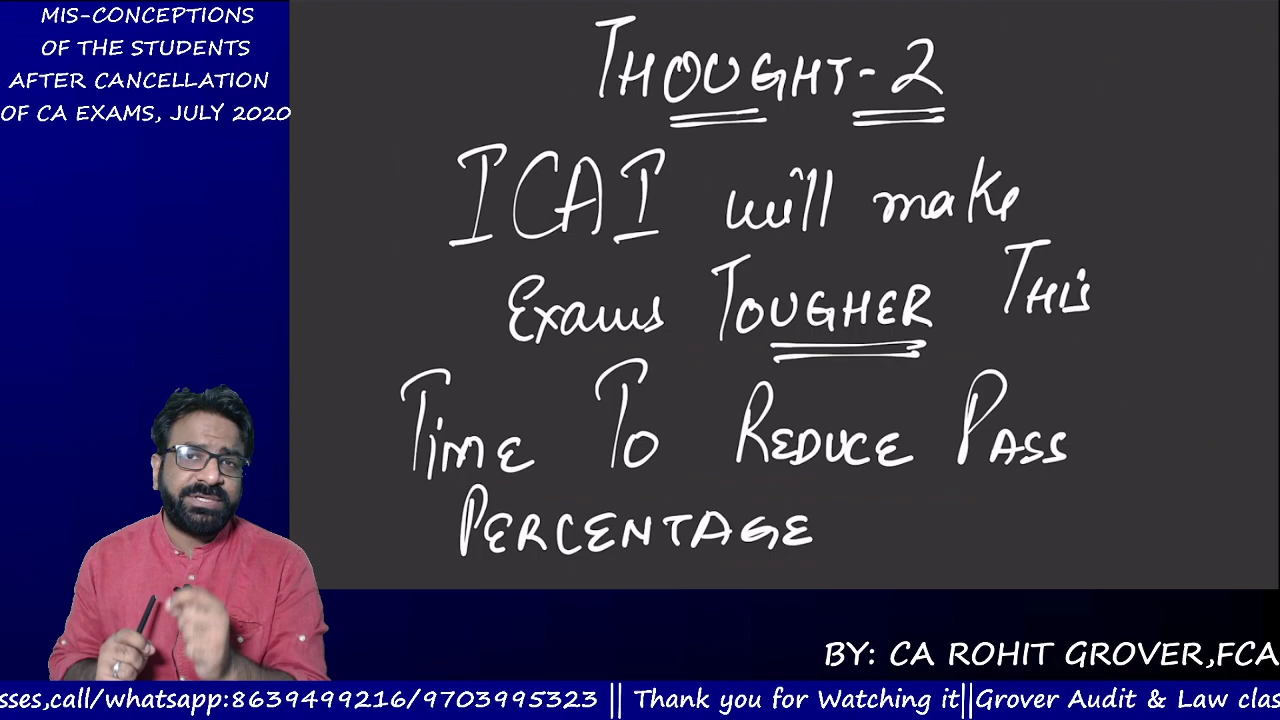 MIS-CONCEPTIONS
OF THE STUDENTS
AFTER CANCELLATION
OF CA EXAMS, JULY 2020
THOUGHT-2
ICAI will make
Exams TOUGHER THis
TiME TO REDUCE PASS
PERCENTAGE
BY: CA ROHIT GROVER,FCA
sses,call/whatsapp:8639499216/9703995323 || Thank you for Watching it||Grover Audit & Law clas